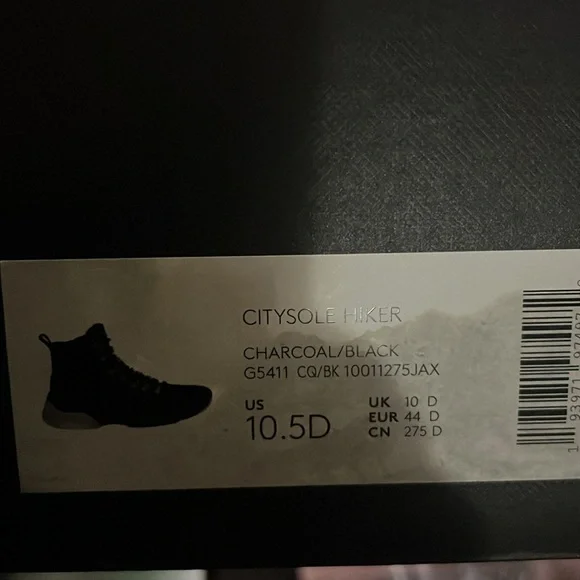 CITYSOLE HIKER
CHARCOAL/BLACK
G5411 CQ/BK 10011275JAX
US
10.5D
UK 10 D
EUR 44 D
CN 275 D